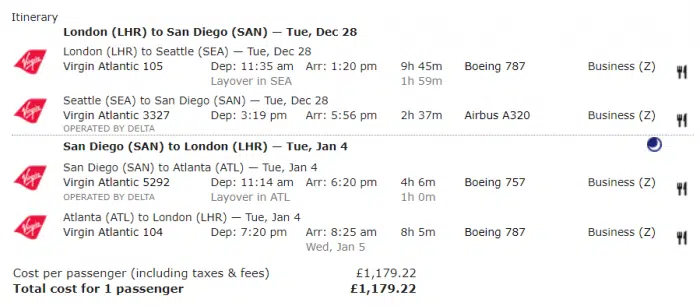 Itinerary
London (LHR) to San Diego (SAN) — Tue, Dec 28
London (LHR) to Seattle (SEA) — Tue, Dec 28
Virgin Atlantic 105 Dep: 11:35 am Arr: 1:20 pm 9h 45m Boeing 787 Business (Z)
Layover in SEA 1h 59m
Seattle (SEA) to San Diego (SAN) — Tue, Dec 28
Virgin Atlantic 3327 Dep: 3:19 pm Arr: 5:56 pm 2h 37m Airbus A320 Business (Z)
OPERATED BY DELTA
San Diego (SAN) to London (LHR) — Tue, Jan 4
San Diego (SAN) to Atlanta (ATL) — Tue, Jan 4
Virgin Atlantic 5292 Dep: 11:14 am Arr: 6:20 pm 4h 6m Boeing 757 Business (Z)
OPERATED BY DELTA Layover in ATL 1h 0m
Atlanta (ATL) to London (LHR) — Tue, Jan 4
Virgin Atlantic 104 Dep: 7:20 pm Arr: 8:25 am 8h 5m Boeing 787 Business (Z)
Wed, Jan 5
Cost per passenger (including taxes & fees) £1,179.22
Total cost for 1 passenger £1,179.22
Virgin
Virgin
Virgin
Virgin